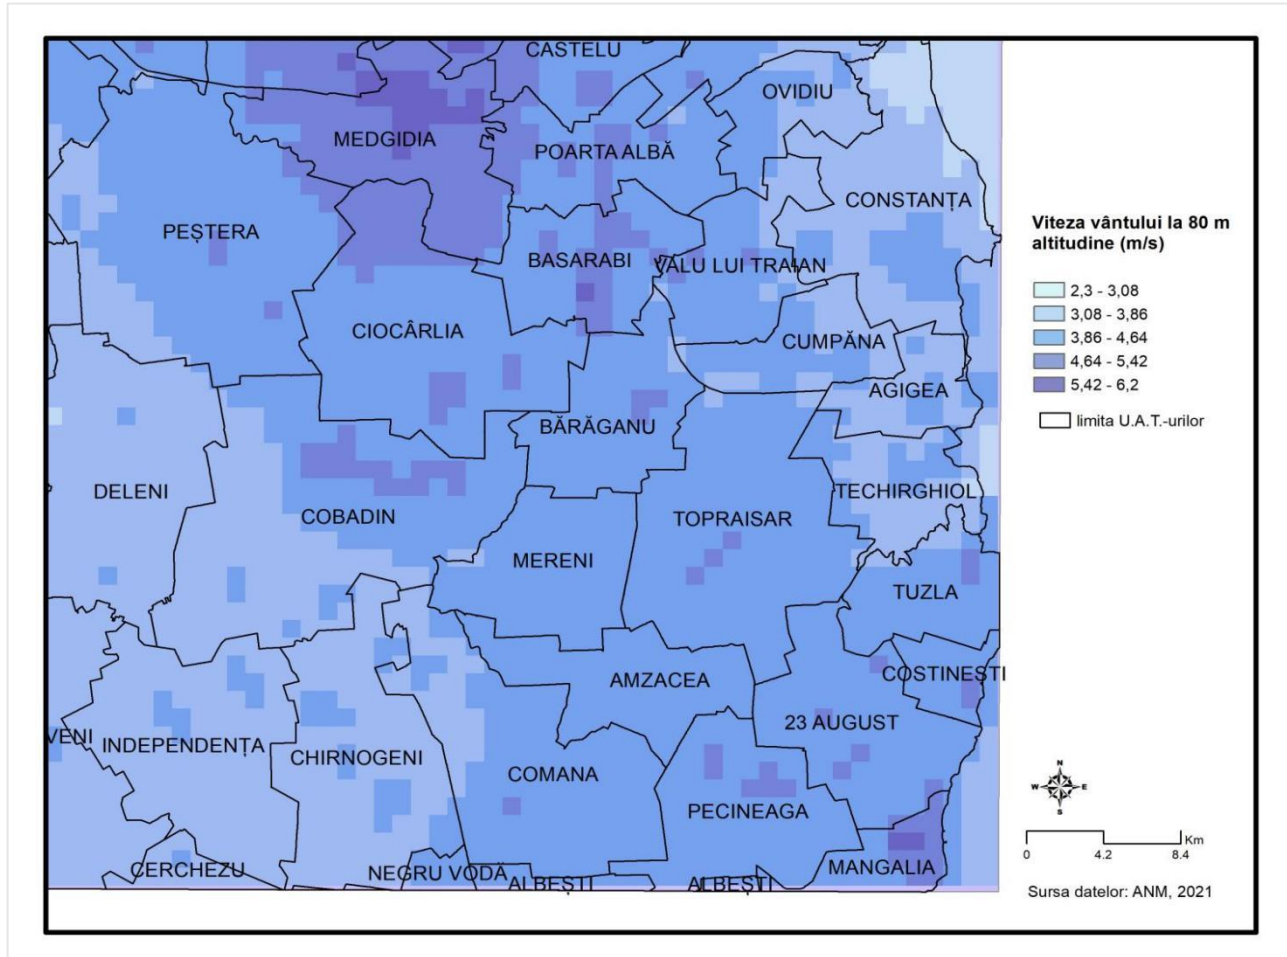 CASTELU
OVIDIU
MEDGIDIA
POARTA ALBĂ
CONSTANȚA
PEȘTERA
BASARABI
VALU LUI TRAIAN
CIOCÂRLIA
CUMPĂNA
AGIGEA
BĂRĂGANU
DELENI
TECHIRGHIOL
COBADIN
TOPRAISAR
MERENI
TUZLA
AMZACEA
COSTINEȘTI
23 AUGUST
VENI
INDEPENDENȚA
CHIRNOGENI
COMANA
PECINEAGA
CERCHEZU
NEGRU VODĂ
ALBEȘTI
ALBEȘTI
MANGALIA
Viteza vântului la 80 m
altitudine (m/s)
2,3 - 3,08
3,08 - 3,86
3,86 - 4,64
4,64 - 5,42
5,42 - 6,2
limita U.A.T.-urilor
N
W E
S
Km
0 4.2 8.4
Sursa datelor: ANM, 2021